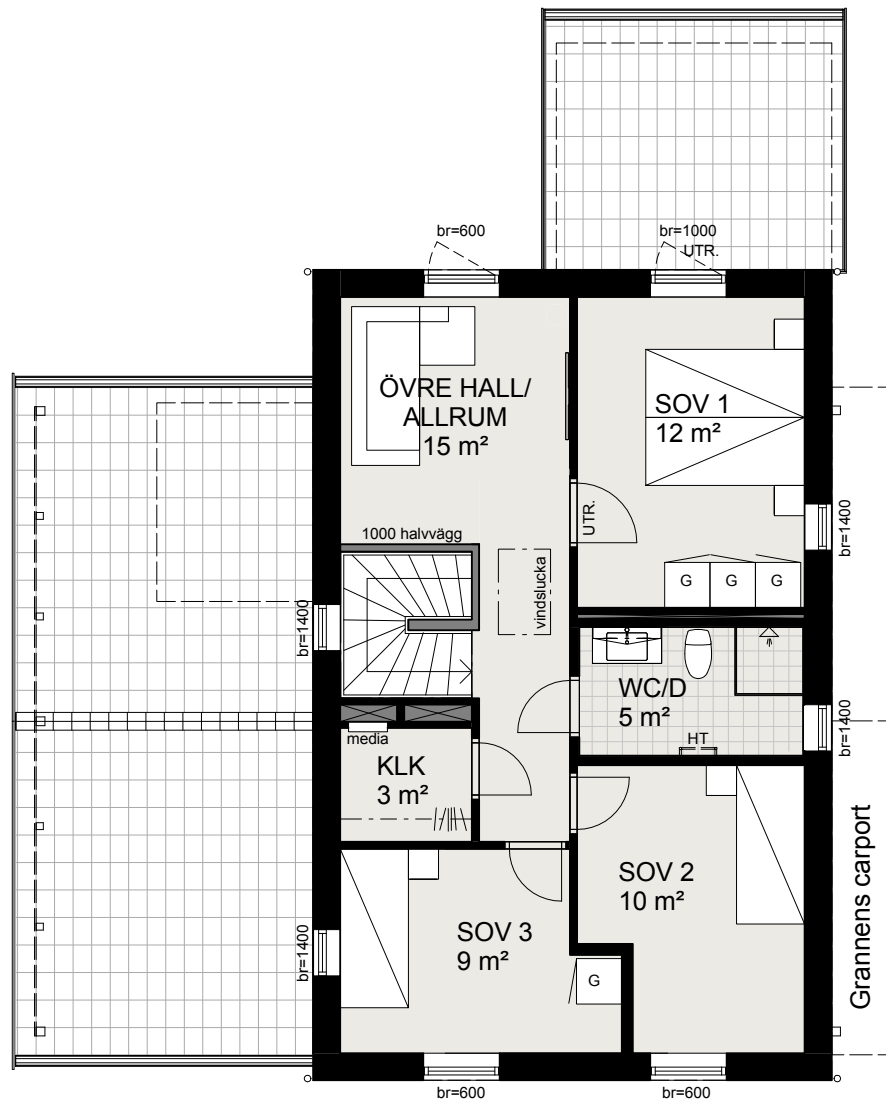 br=600
br=1000
UTR.
ÖVRE HALL/
ALLRUM
15 m²
SOV 1
12 m²
UTR.
br=1400
1000 halvvägg
vindslucka
G
G
G
br=1400
WC/D
5 m²
HT
br=1400
media
KLK
3 m²
SOV 2
10 m²
Grannens carport
SOV 3
9 m²
br=1400
G
br=600
br=600